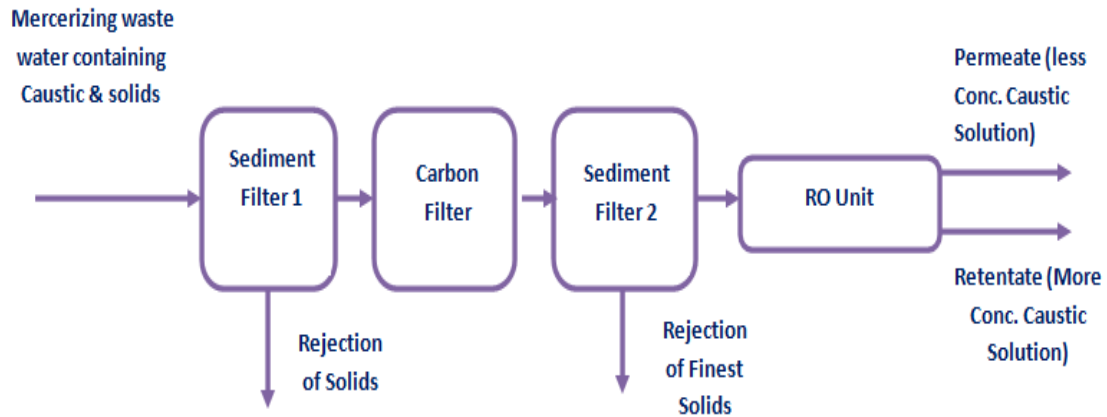 Mercerizing waste
water containing
Caustic & solids
Sediment
Filter 1
Carbon
Filter
Sediment
Filter 2
RO Unit
Permeate (less
Conc. Caustic
Solution)
Retentate (More
Conc. Caustic
Solution)
Rejection
of Solids
Rejection
of Finest
Solids